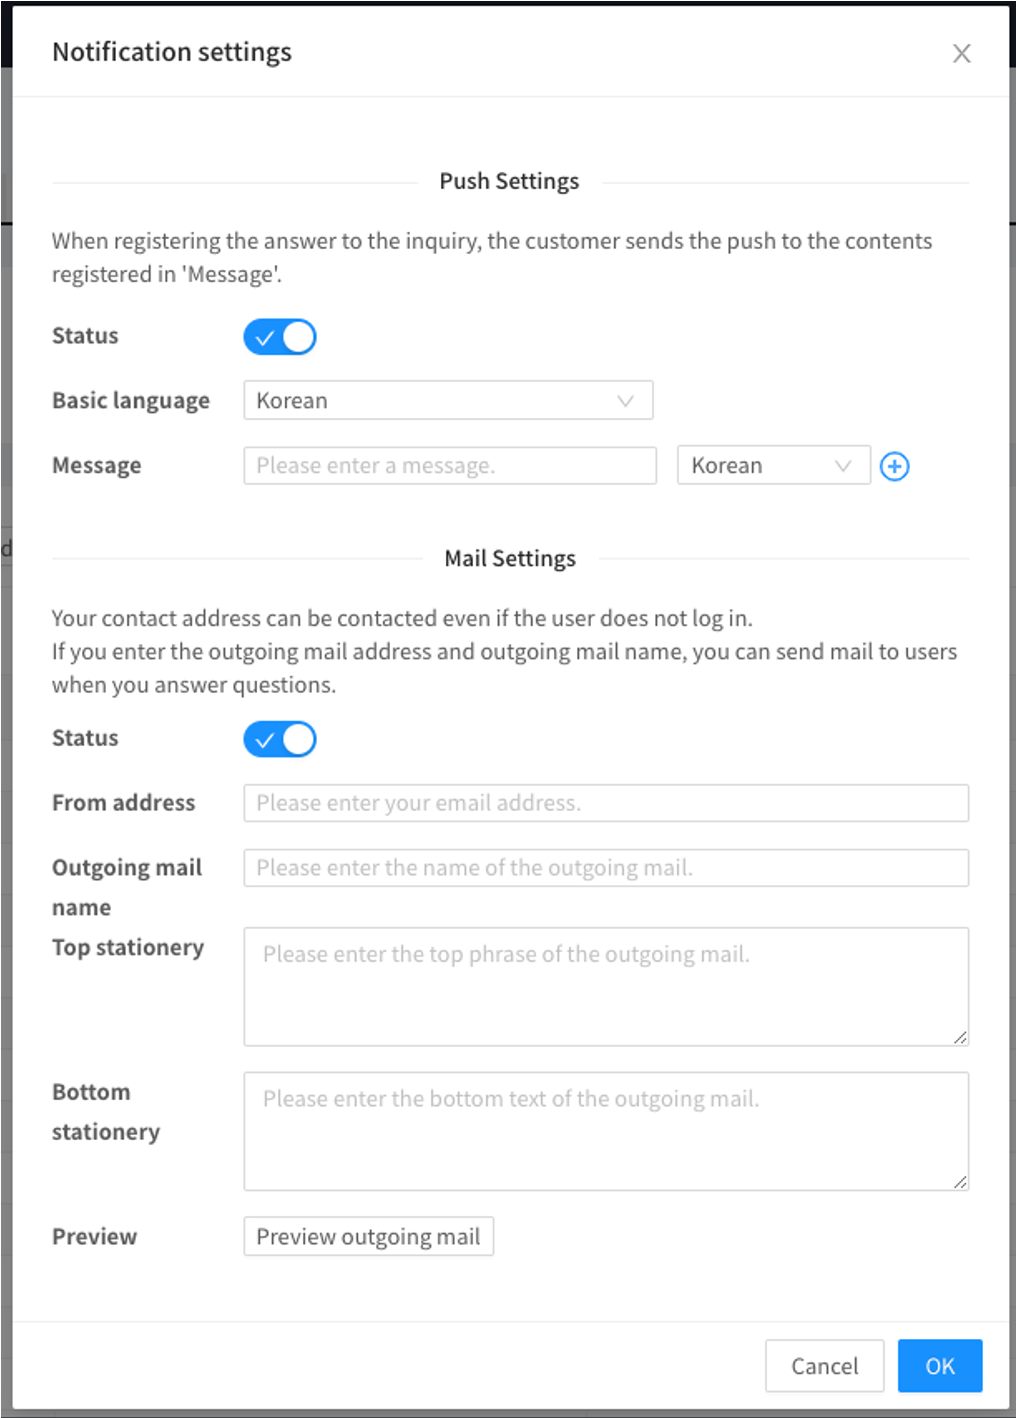 Notification settings
Push Settings
When registering the answer to the inquiry, the customer sends the push to the contents
registered in 'Message'.
Status
Basic language
Korean
Message
Please enter a message.
Korean
Mail Settings
Your contact address can be contacted even if the user does not log in.
If you enter the outgoing mail address and outgoing mail name, you can send mail to users
when you answer questions.
Status
From address
Please enter your email address.
Outgoing mail
name
Please enter the name of the outgoing mail.
Top stationery
Please enter the top phrase of the outgoing mail.
Bottom
stationery
Please enter the bottom text of the outgoing mail.
Preview
Preview outgoing mail
Cancel
OK